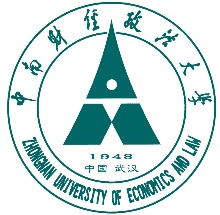 中南财经政法大学
1948
中国 武汉
ZHONGNAN UNIVERSITY OF ECONOMICS AND LAW